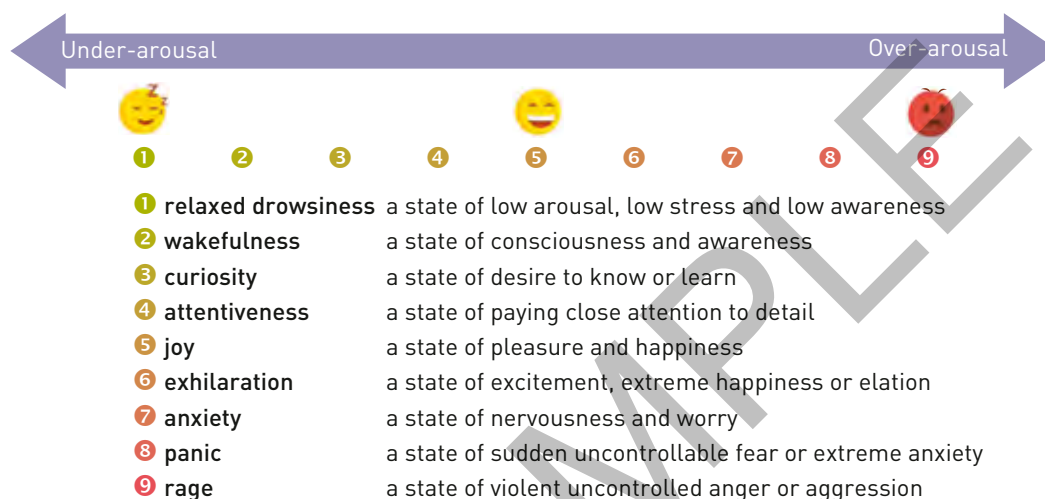 Under-arousal Over-arousal
z z z
1 2 3 4 5 6 7 8 9
1 relaxed drowsiness a state of low arousal, low stress and low awareness
2 wakefulness a state of consciousness and awareness
3 curiosity a state of desire to know or learn
4 attentiveness a state of paying close attention to detail
5 joy a state of pleasure and happiness
6 exhilaration a state of excitement, extreme happiness or elation
7 anxiety a state of nervousness and worry
8 panic a state of sudden uncontrollable fear or extreme anxiety
9 rage a state of violent uncontrolled anger or aggression
MPLE